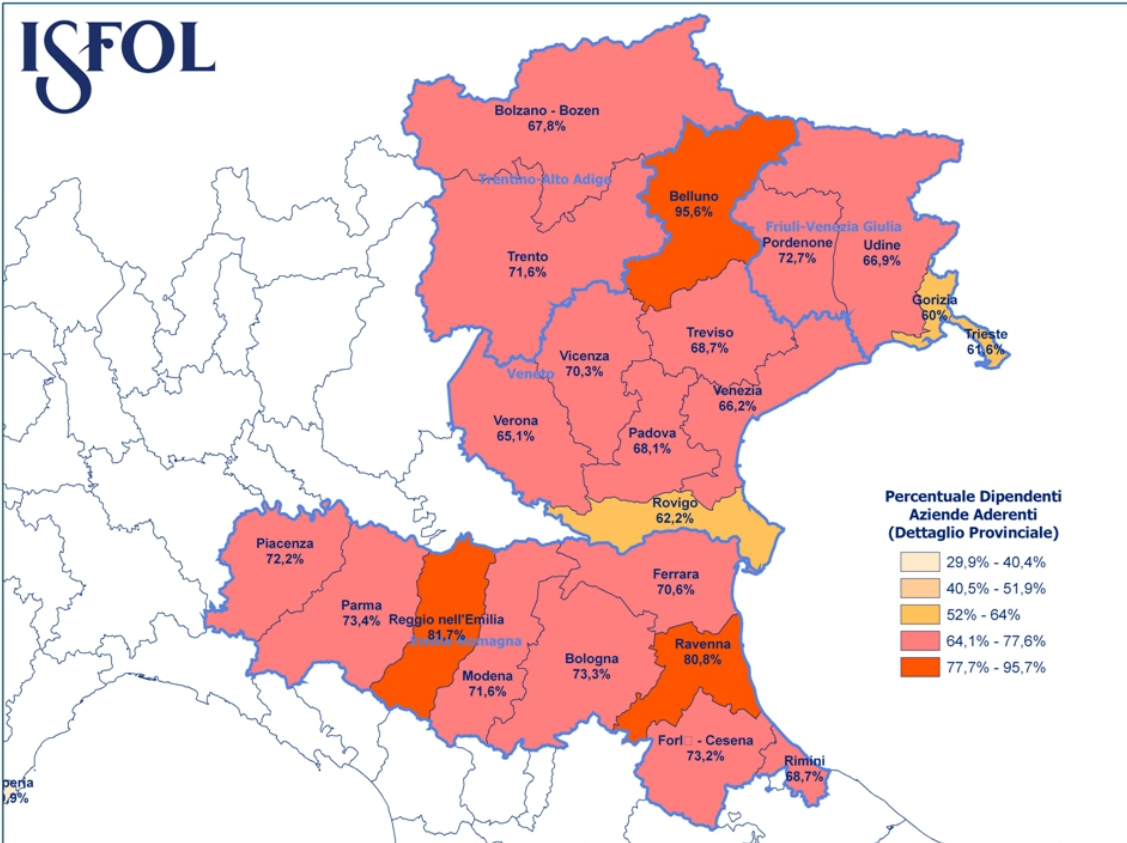 ISFOL
Bolzano - Bozen
67,8%
Trentino-Alto Adige
Belluno
95,6%
Trento
71,6%
Friuli-Venezia Giulia
Pordenone
72,7%
Udine
66,9%
Gorizia
60%
Trieste
61,6%
Treviso
68,7%
Vicenza
70,3%
Veneto
Venezia
66,2%
Verona
65,1%
Padova
68,1%
Rovigo
62,2%
Piacenza
72,2%
Parma
73,4%
Reggio nell'Emilia
81,7%
Ferrara
70,6%
Ravenna
80,8%
Bologna
73,3%
Modena
71,6%
Forl□ - Cesena
73,2%
Rimini
68,7%
peria
,9%
Percentuale Dipendenti
Aziende Aderenti
(Dettaglio Provinciale)
29,9% - 40,4%
40,5% - 51,9%
52% - 64%
64,1% - 77,6%
77,7% - 95,7%